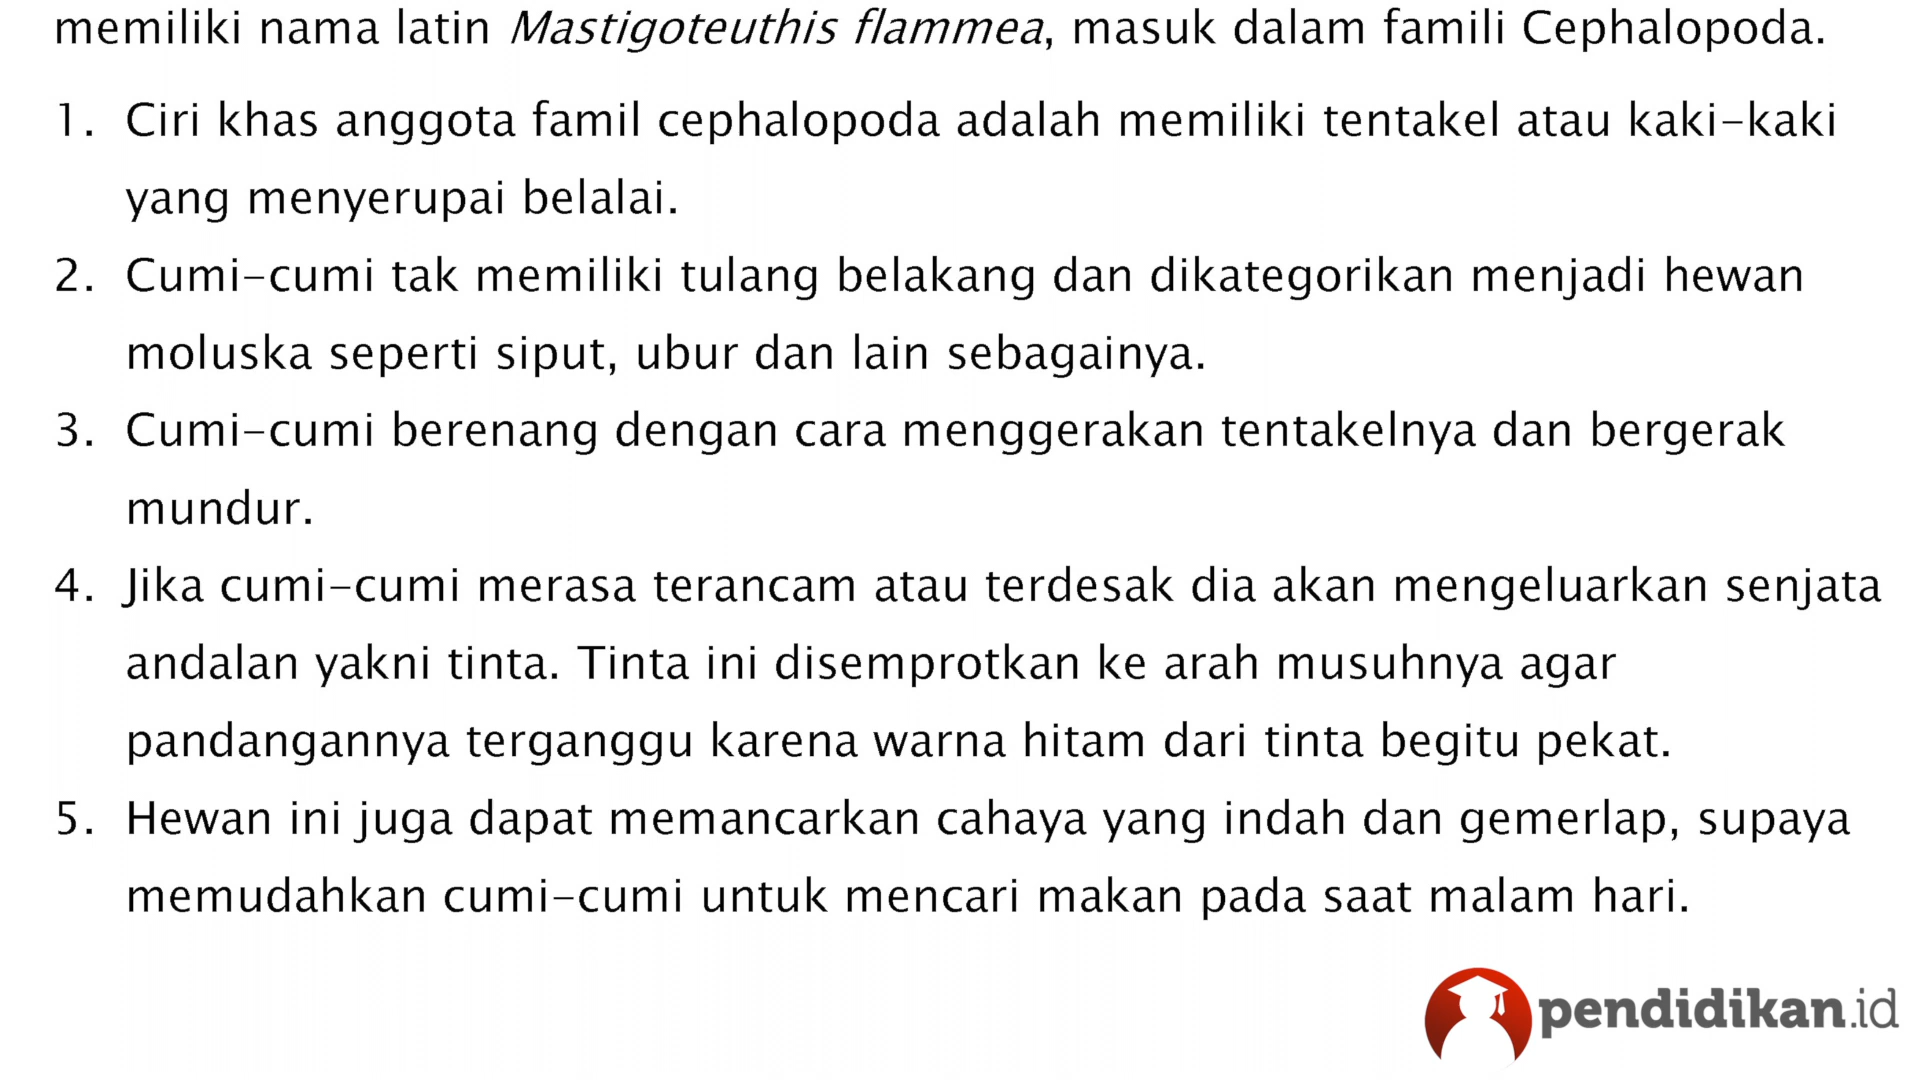 memiliki nama latin Mastigoteuthis flammea, masuk dalam famili Cephalopoda.
1. Ciri khas anggota famil cephalopoda adalah memiliki tentakel atau kaki-kaki
yang menyerupai belalai.
2. Cumi-cumi tak memiliki tulang belakang dan dikategorikan menjadi hewan
moluska seperti siput, ubur dan lain sebagainya.
3. Cumi-cumi berenang dengan cara menggerakan tentakelnya dan bergerak
mundur.
4. Jika cumi-cumi merasa terancam atau terdesak dia akan mengeluarkan senjata
andalan yakni tinta. Tinta ini disemprotkan ke arah musuhnya agar
pandangannya terganggu karena warna hitam dari tinta begitu pekat.
5. Hewan ini juga dapat memancarkan cahaya yang indah dan gemerlap, supaya
memudahkan cumi-cumi untuk mencari makan pada saat malam hari.
pendidikan.id